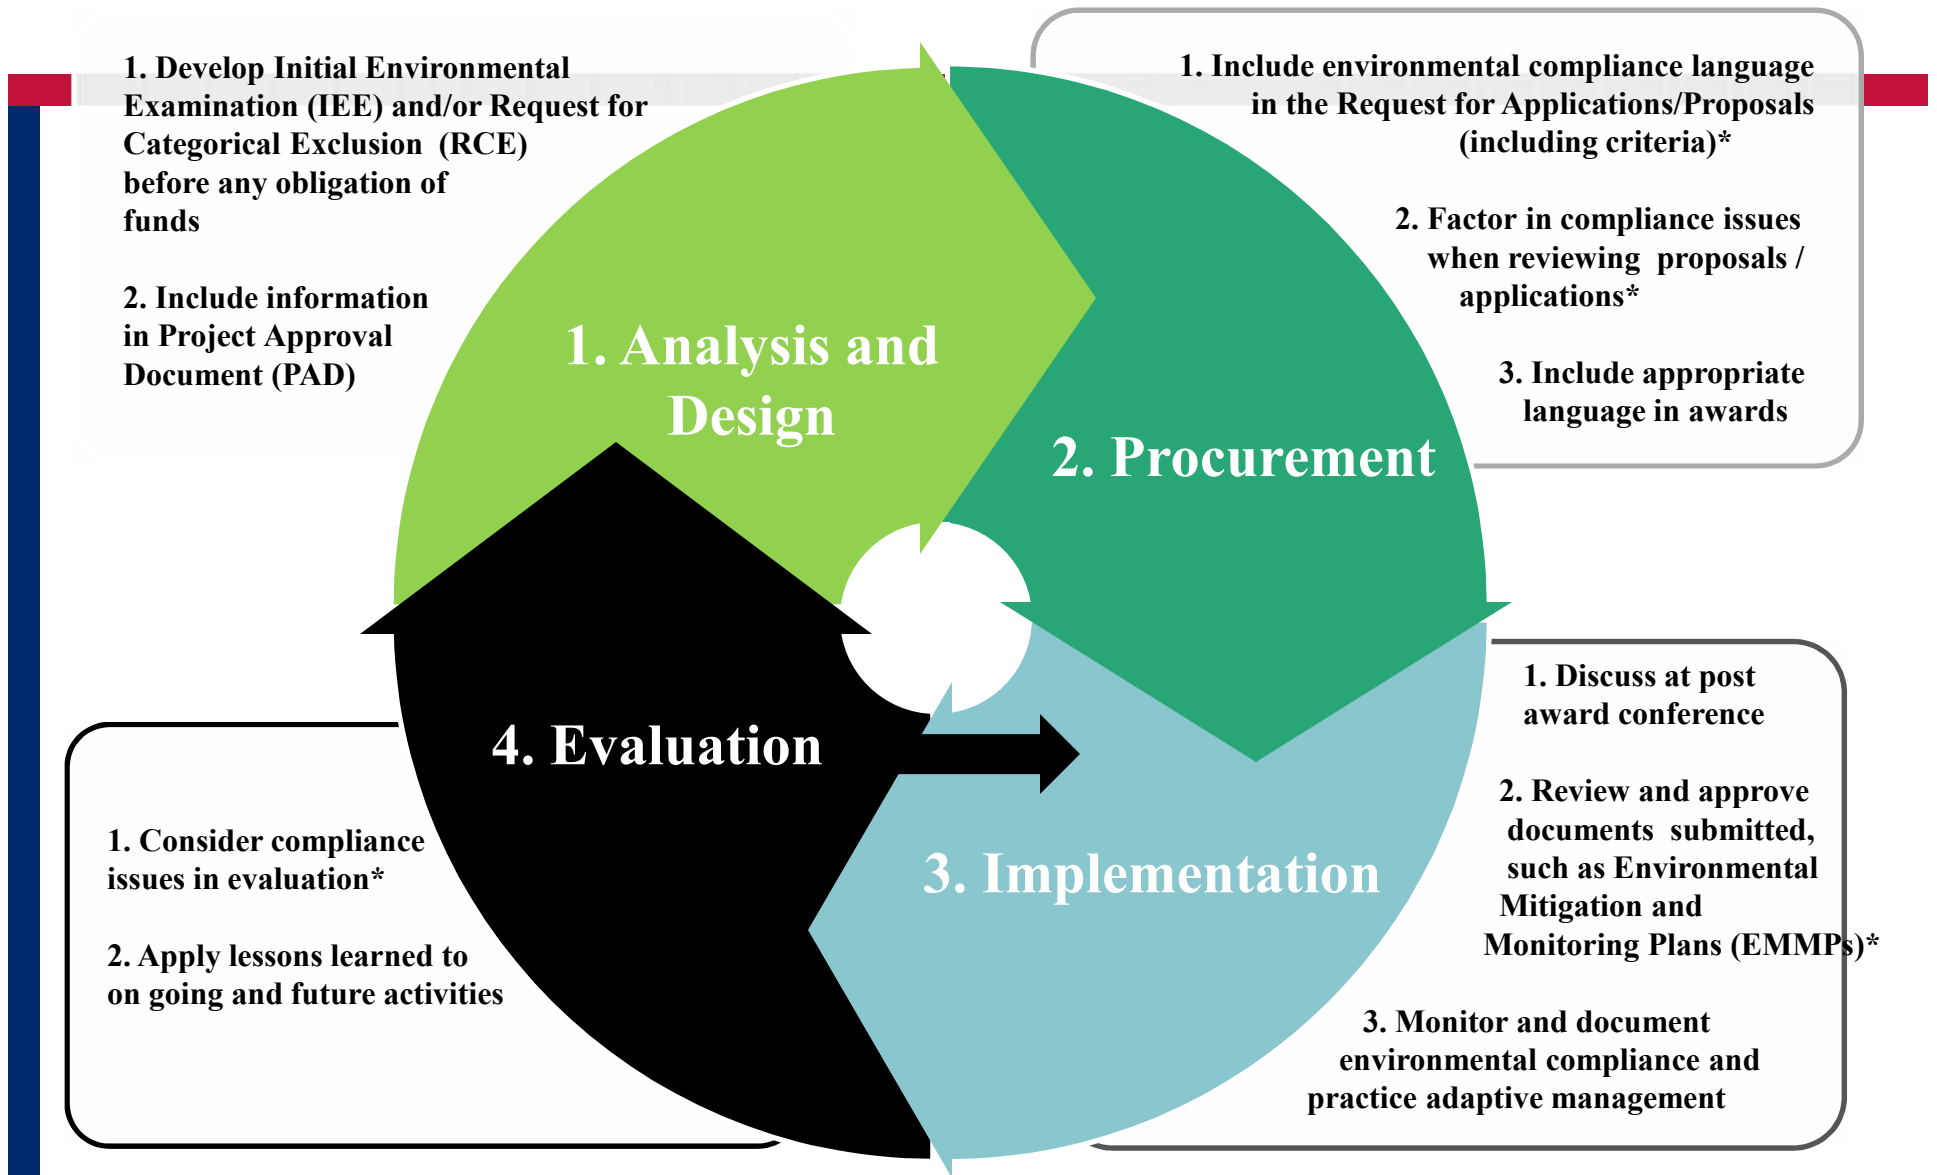 1. Develop Initial Environmental
Examination (IEE) and/or Request for
Categorical Exclusion (RCE)
before any obligation of
funds
2. Include information
in Project Approval
Document (PAD)
1. Analysis and
Design
1. Include environmental compliance language
in the Request for Applications/Proposals
(including criteria)*
2. Factor in compliance issues
when reviewing proposals /
applications*
3. Include appropriate
language in awards
2. Procurement
1. Discuss at post
award conference
2. Review and approve
documents submitted,
such as Environmental
Mitigation and
Monitoring Plans (EMMPs)*
3. Monitor and document
environmental compliance and
practice adaptive management
3. Implementation
4. Evaluation
1. Consider compliance
issues in evaluation*
2. Apply lessons learned to
on going and future activities